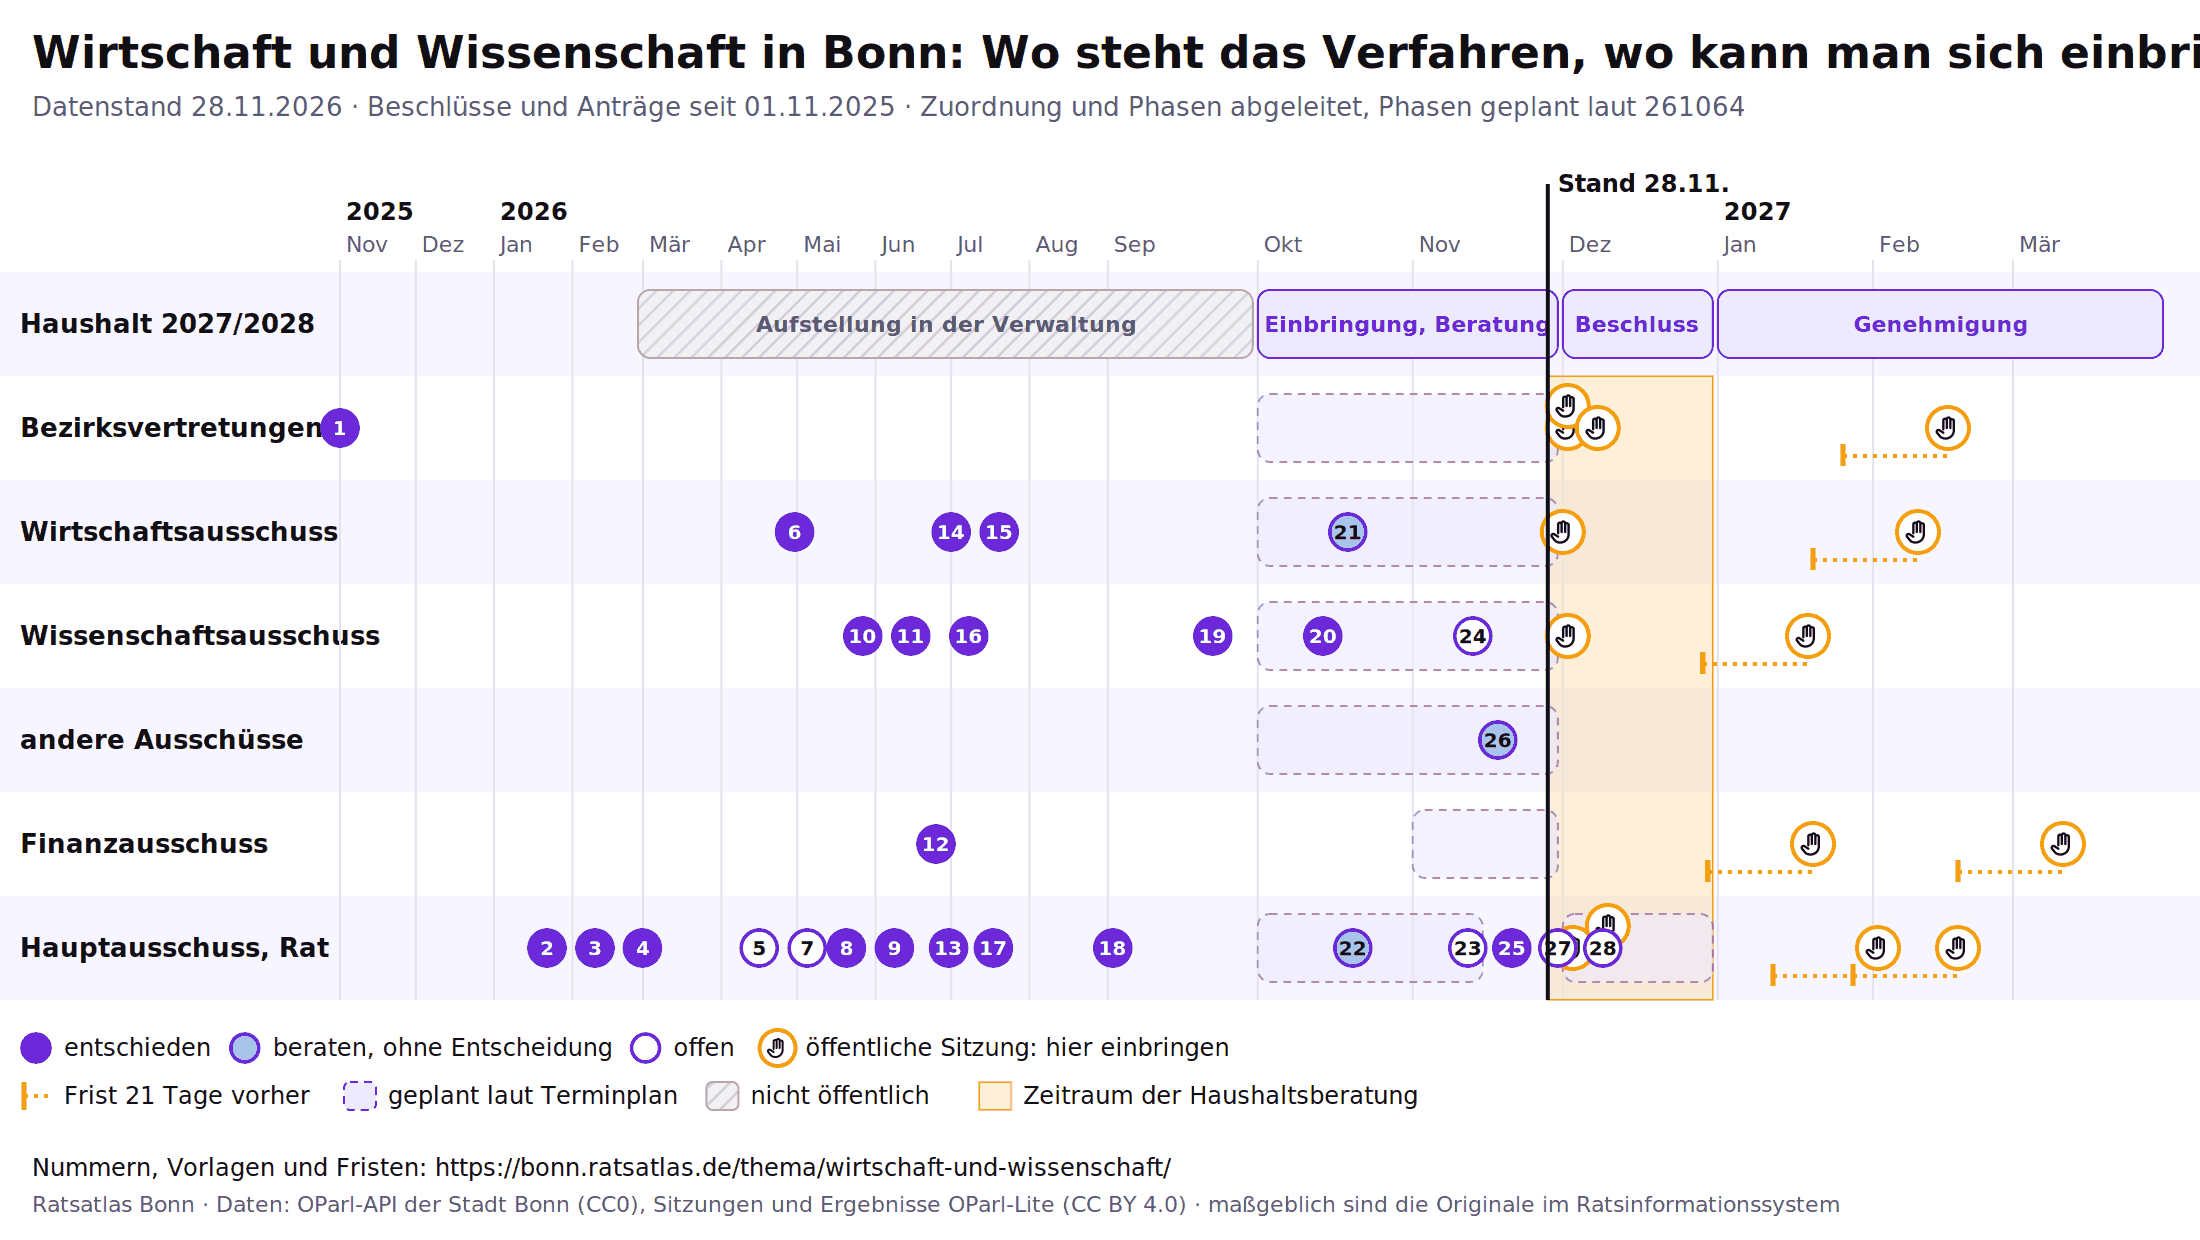 Wirtschaft und Wissenschaft in Bonn: Wo steht das Verfahren, wo kann man sich einbri
Datenstand 28.11.2026 · Beschlüsse und Anträge seit 01.11.2025 · Zuordnung und Phasen abgeleitet, Phasen geplant laut 261064
Stand 28.11.
2025 2026 2027
Nov Dez Jan Feb Mär Apr Mai Jun Jul Aug Sep Okt Nov Dez Jan Feb Mär
Haushalt 2027/2028 Aufstellung in der Verwaltung Einbringung, Beratung Beschluss Genehmigung
Bezirksvertretungen 1
Wirtschaftsausschuss 6 14 15 21
Wissenschaftsausschuss 10 11 16 19 20 24
andere Ausschüsse 26
Finanzausschuss 12
Hauptausschuss, Rat 2 3 4 5 7 8 9 13 17 18 22 23 25 27 28
entschieden beraten, ohne Entscheidung offen öffentliche Sitzung: hier einbringen
Frist 21 Tage vorher geplant laut Terminplan nicht öffentlich Zeitraum der Haushaltsberatung
Nummern, Vorlagen und Fristen: https://bonn.ratsatlas.de/thema/wirtschaft-und-wissenschaft/
Ratsatlas Bonn · Daten: OParl-API der Stadt Bonn (CC0), Sitzungen und Ergebnisse OParl-Lite (CC BY 4.0) · maßgeblich sind die Originale im Ratsinformationssystem